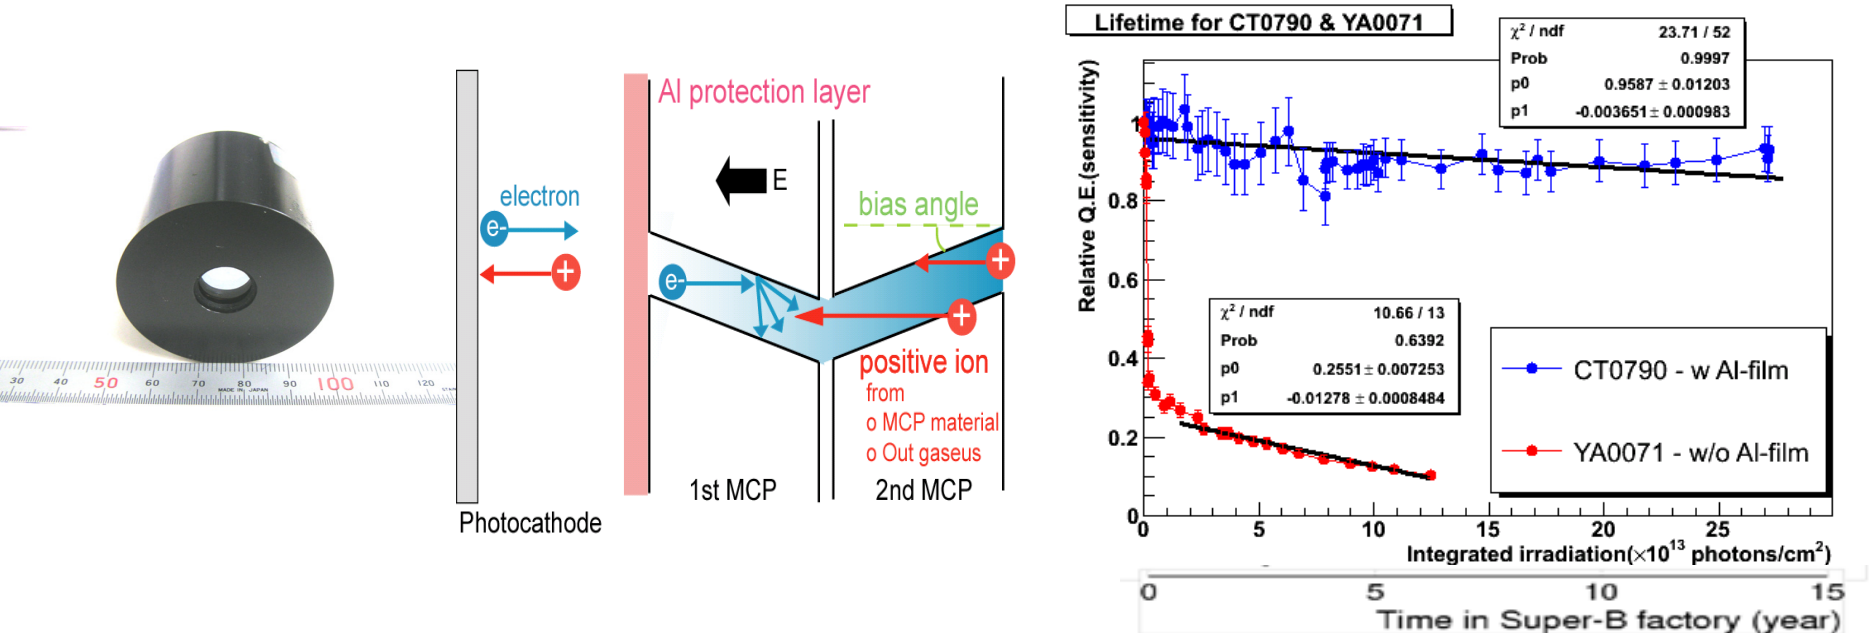 30 40 50 60 70 80 90 100 110 120
MADE IN JAPAN
electron
e-
+
Photocathode
Al protection layer
E
bias angle
e-
+
+
positive ion
from
o MCP material
o Out gaseus
1st MCP
2nd MCP
Lifetime for CT0790 & YA0071
χ² / ndf 23.71 / 52
Prob 0.9997
p0 0.9587 ± 0.01203
p1 -0.003651 ± 0.000983
Relative Q.E.(sensitivity)
1
0.8
0.6
0.4
0.2
0
χ² / ndf 10.66 / 13
Prob 0.6392
p0 0.2551 ± 0.007253
p1 -0.01278 ± 0.0008484
CT0790 - w Al-film
YA0071 - w/o Al-film
0 5 10 15 20 25
Integrated irradiation(×10¹³ photons/cm²)
0 5 10 15
Time in Super-B factory (year)